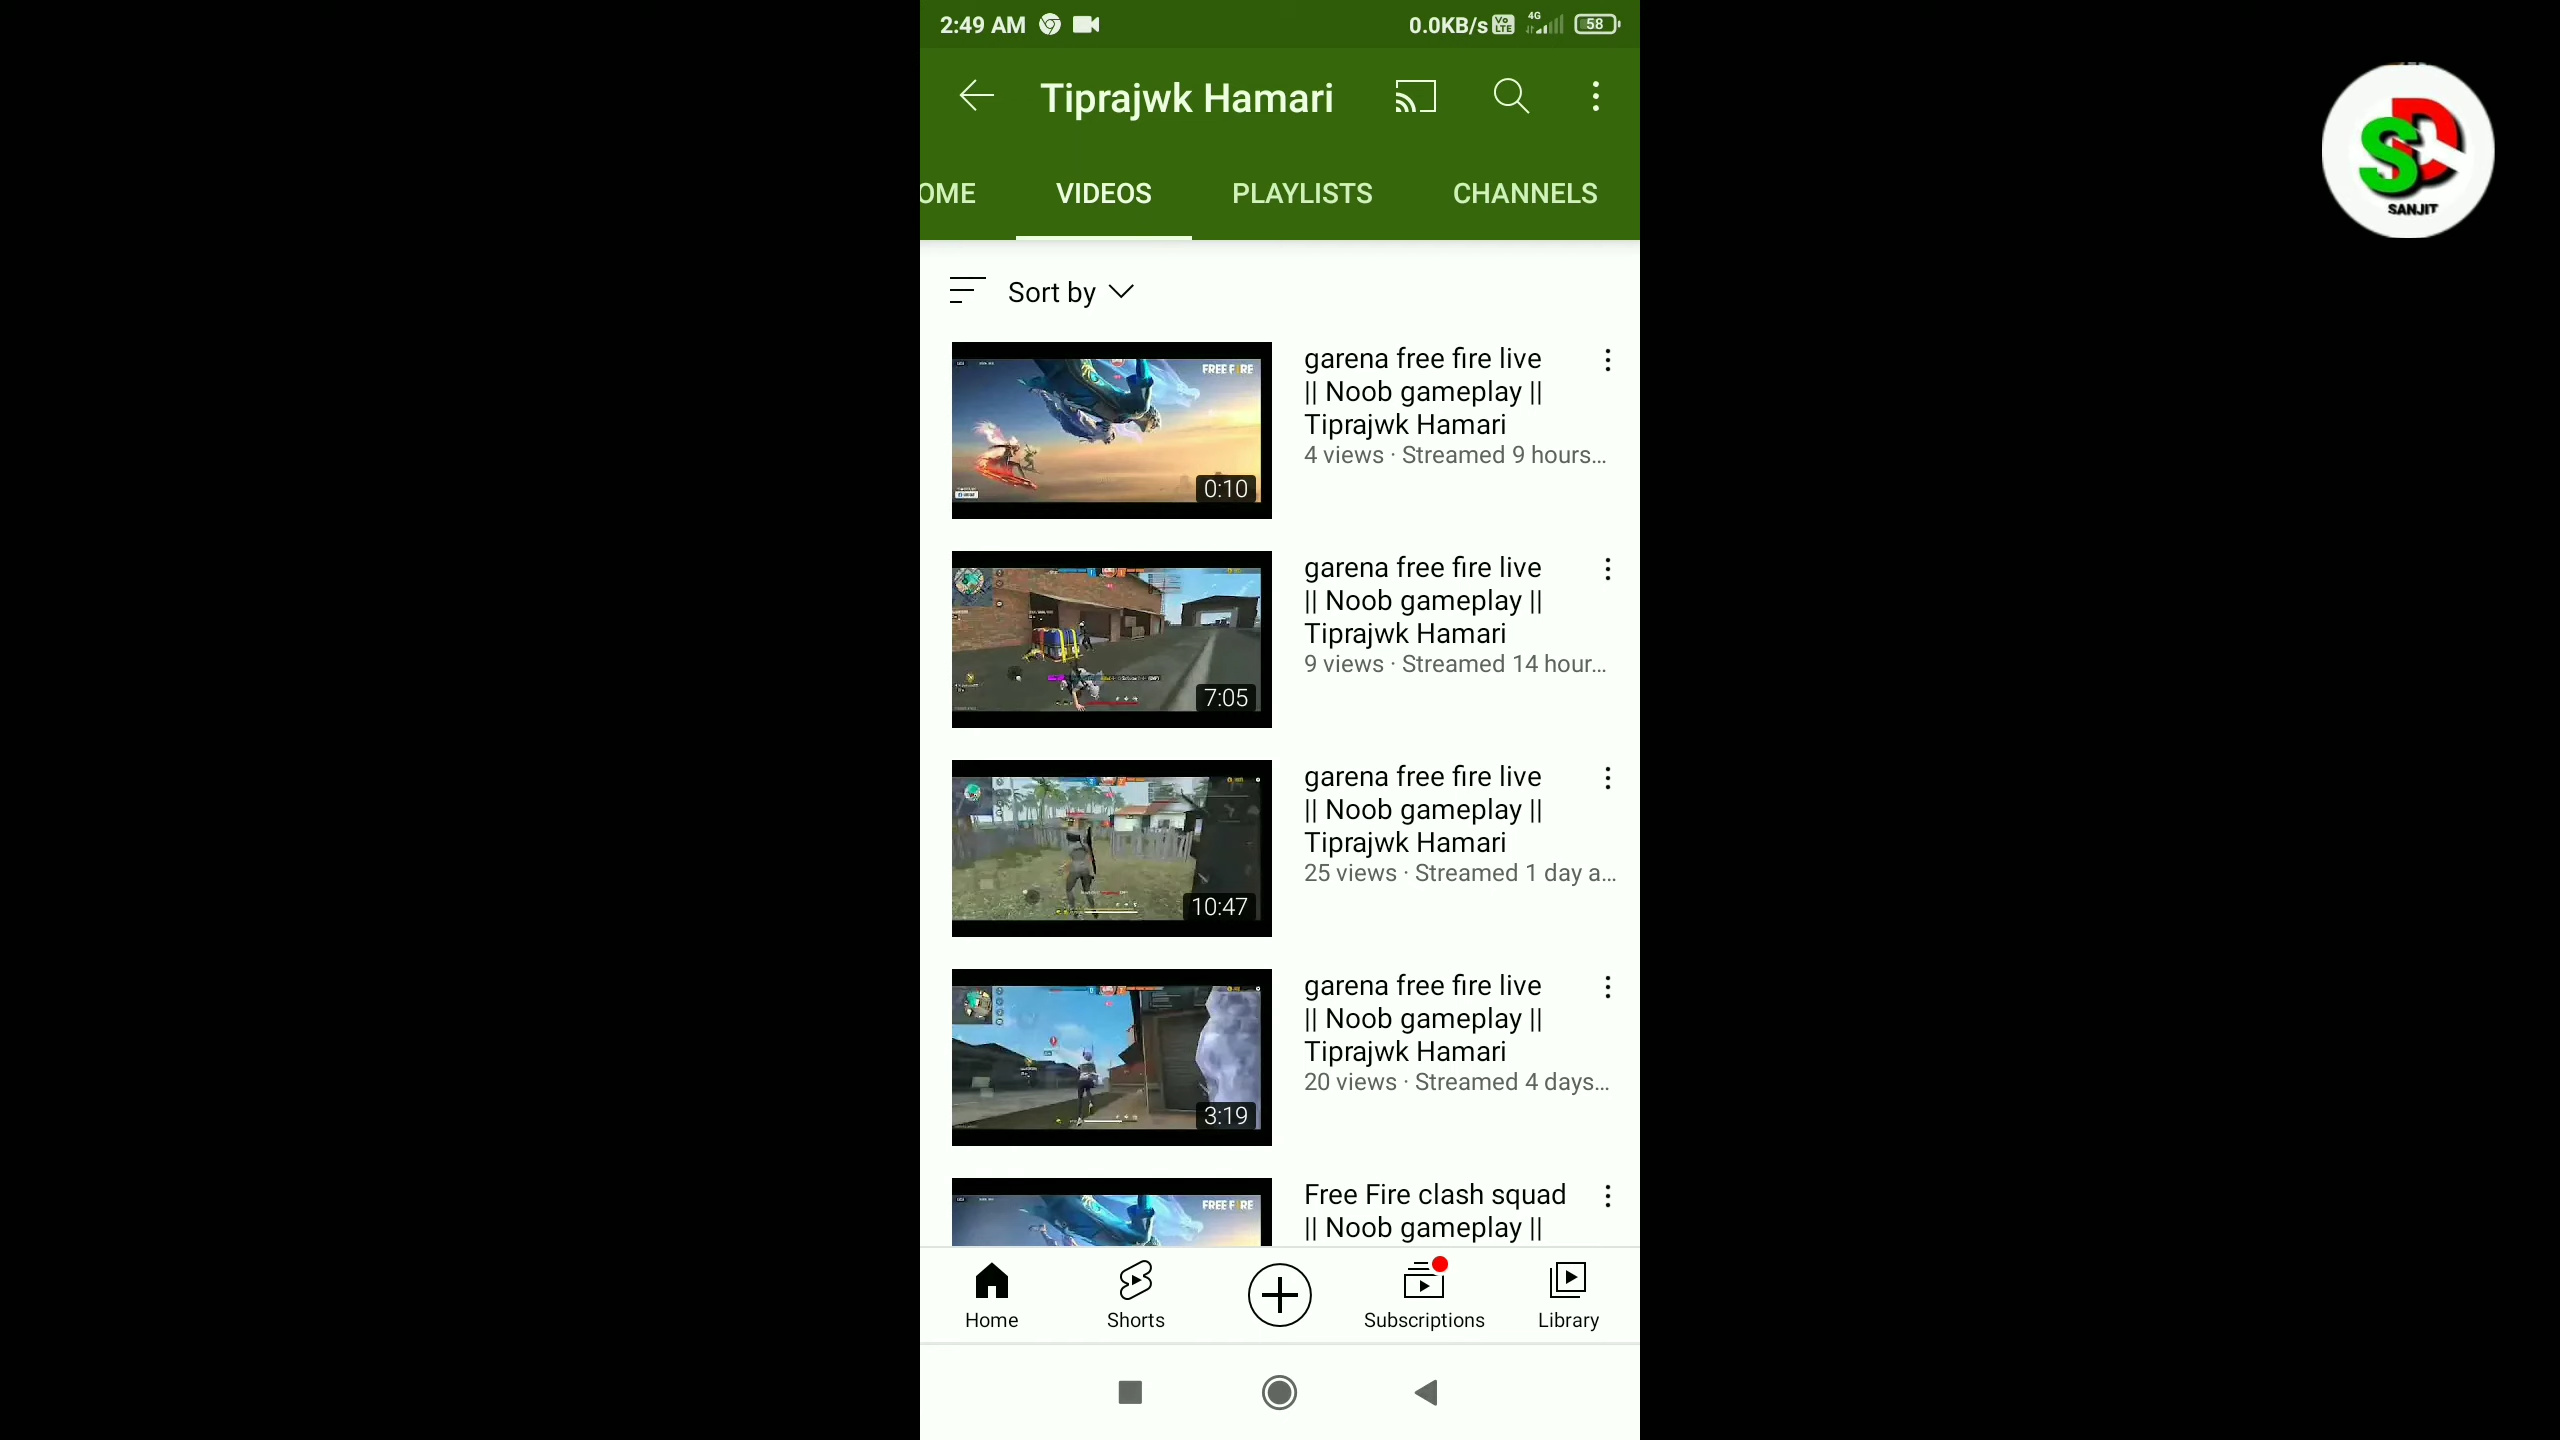 2:49 AM
0.0KB/s Vo LTE 4G 58
Tiprajwk Hamari
OME VIDEOS PLAYLISTS CHANNELS
SANJIT
Sort by
garena free fire live
|| Noob gameplay ||
Tiprajwk Hamari
4 views · Streamed 9 hours...
FREE FIRE
0:10
garena free fire live
|| Noob gameplay ||
Tiprajwk Hamari
9 views · Streamed 14 hour...
7:05
garena free fire live
|| Noob gameplay ||
Tiprajwk Hamari
25 views · Streamed 1 day a...
10:47
garena free fire live
|| Noob gameplay ||
Tiprajwk Hamari
20 views · Streamed 4 days...
3:19
Free Fire clash squad
|| Noob gameplay ||
FREE FIRE
Home Shorts Subscriptions Library